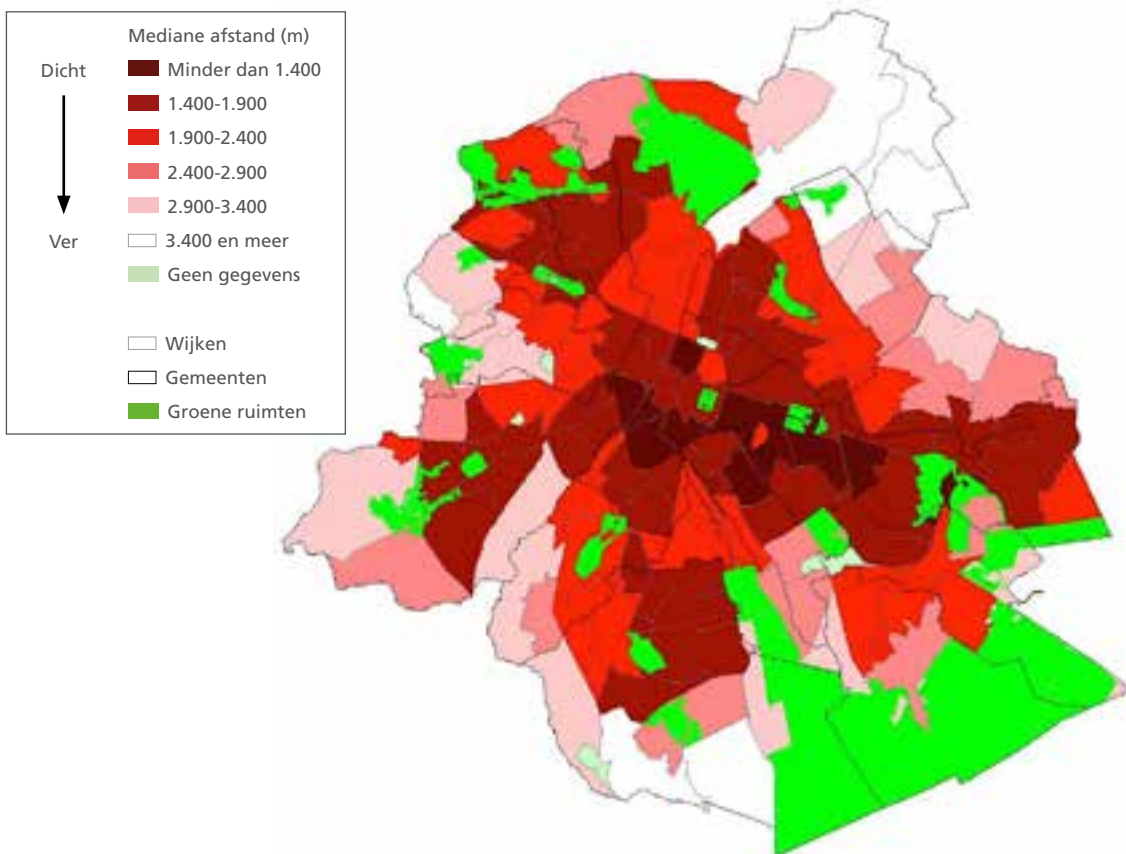 Mediane afstand (m)
Dicht
Minder dan 1.400
1.400-1.900
1.900-2.400
2.400-2.900
2.900-3.400
Ver
3.400 en meer
Geen gegevens
Wijken
Gemeenten
Groene ruimten